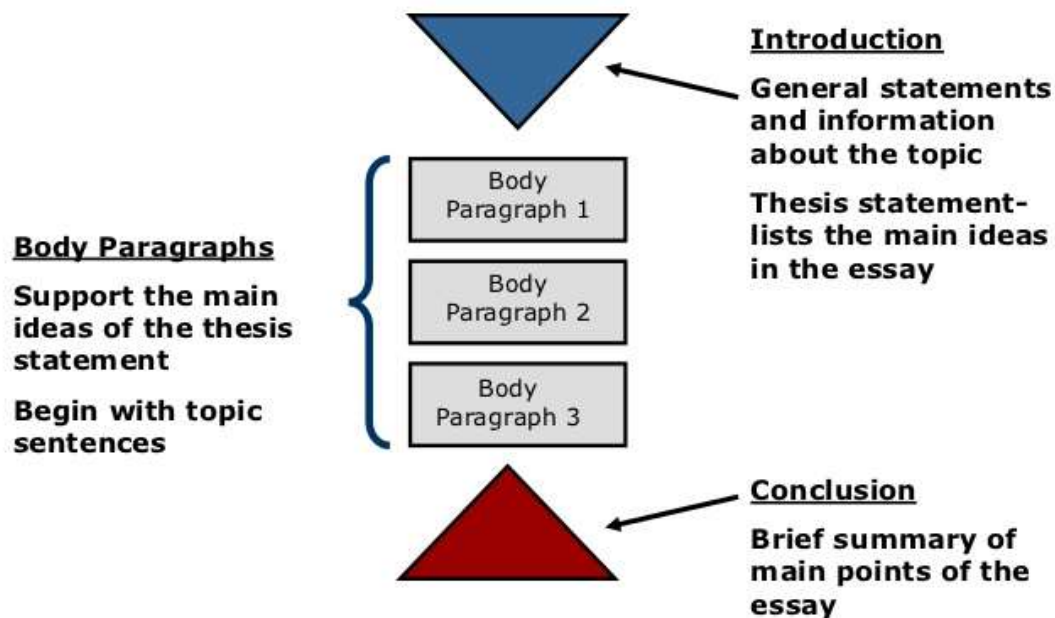 Introduction
General statements
and information
about the topic
Thesis statement-
lists the main ideas
in the essay
Body
Paragraph 1
Body
Paragraph 2
Body
Paragraph 3
Body Paragraphs
Support the main
ideas of the thesis
statement
Begin with topic
sentences
Conclusion
Brief summary of
main points of the
essay